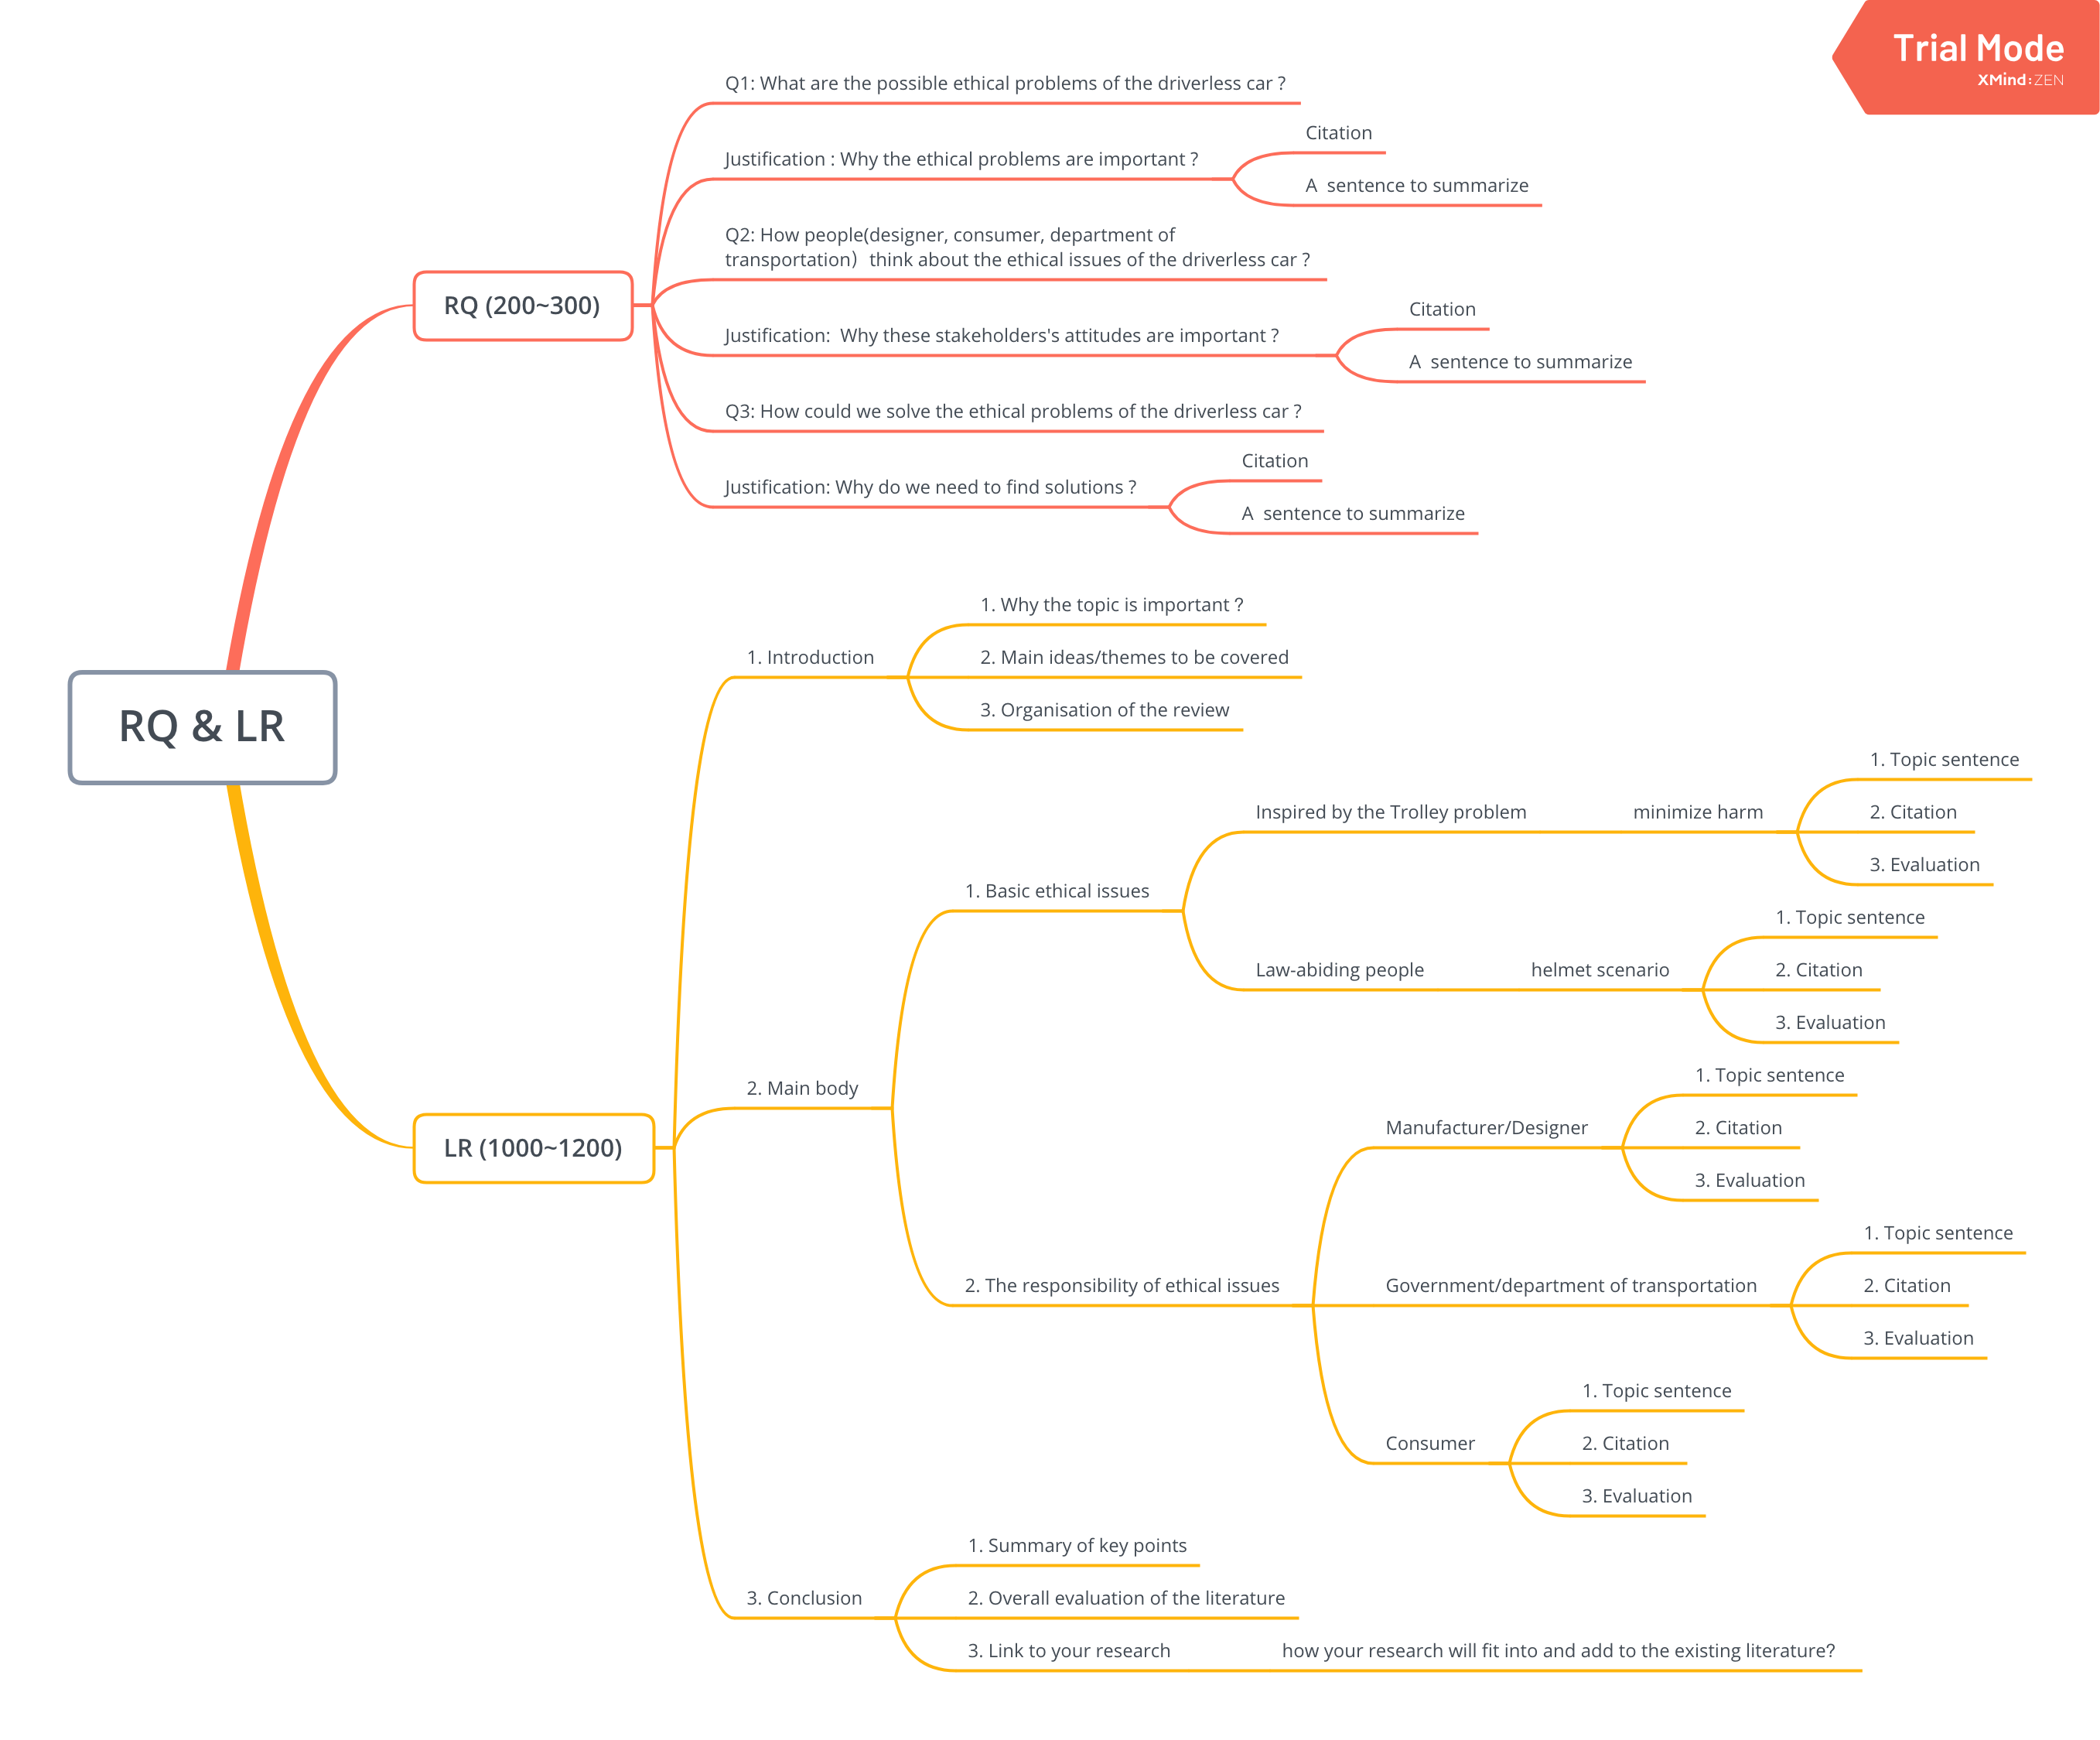 Trial Mode
XMind:ZEN
RQ & LR
RQ (200~300)
Q1: What are the possible ethical problems of the driverless car ?
Justification : Why the ethical problems are important ?
Citation
A  sentence to summarize
Q2: How people(designer, consumer, department of
transportation）think about the ethical issues of the driverless car ?
Justification:  Why these stakeholders's attitudes are important ?
Citation
A  sentence to summarize
Q3: How could we solve the ethical problems of the driverless car ?
Justification: Why do we need to find solutions ?
Citation
A  sentence to summarize
LR (1000~1200)
1. Introduction
1. Why the topic is important ?
2. Main ideas/themes to be covered
3. Organisation of the review
2. Main body
1. Basic ethical issues
Inspired by the Trolley problem
minimize harm
1. Topic sentence
2. Citation
3. Evaluation
Law-abiding people
helmet scenario
1. Topic sentence
2. Citation
3. Evaluation
2. The responsibility of ethical issues
Manufacturer/Designer
1. Topic sentence
2. Citation
3. Evaluation
Government/department of transportation
1. Topic sentence
2. Citation
3. Evaluation
Consumer
1. Topic sentence
2. Citation
3. Evaluation
3. Conclusion
1. Summary of key points
2. Overall evaluation of the literature
3. Link to your research
how your research will fit into and add to the existing literature?